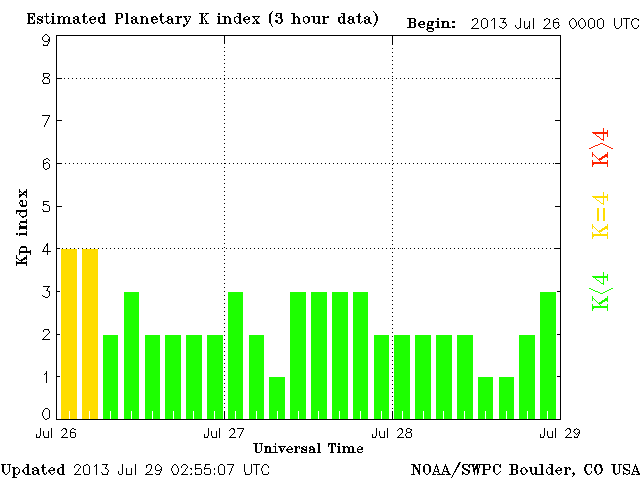 Estimated Planetary K index (3 hour data) Begin: 2013 Jul 26 0000 UTC
9
8
7
6
5
4
3
2
1
0
Kp index
K>4
K=4
K<4
Jul 26 Jul 27 Jul 28 Jul 29
Universal Time
Updated 2013 Jul 29 02:55:07 UTC NOAA/SWPC Boulder, CO USA